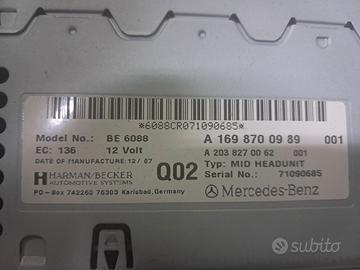 *6088CR071090685*
Model No.: BE 6088 A 169 870 09 89 001
EC: 136 12 Volt A 203 827 00 62 001
DATE OF MANUFACTURE: 12 / 07 Typ: MID HEADUNIT
HARMAN/BECKER Q02 Serial No.: 71090685
AUTOMOTIVE SYSTEMS Mercedes-Benz
PO-Box 742260 76303 Karlsbad, Germany
subito